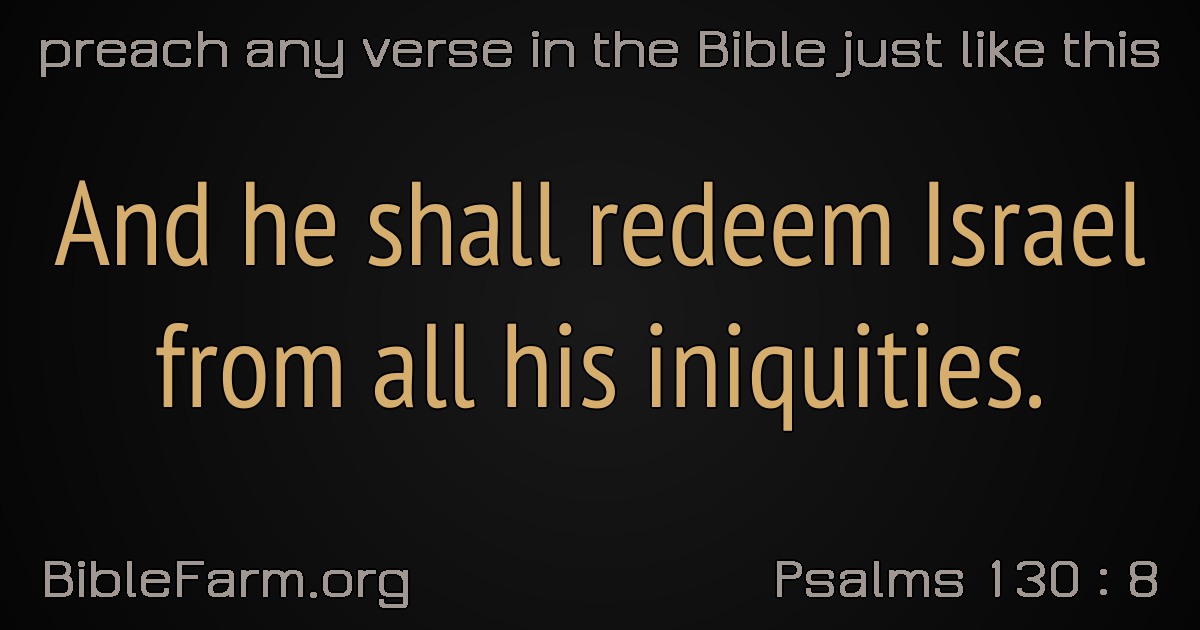 preach any verse in the Bible just like this
And he shall redeem Israel
from all his iniquities.
BibleFarm.org
Psalms 130 : 8